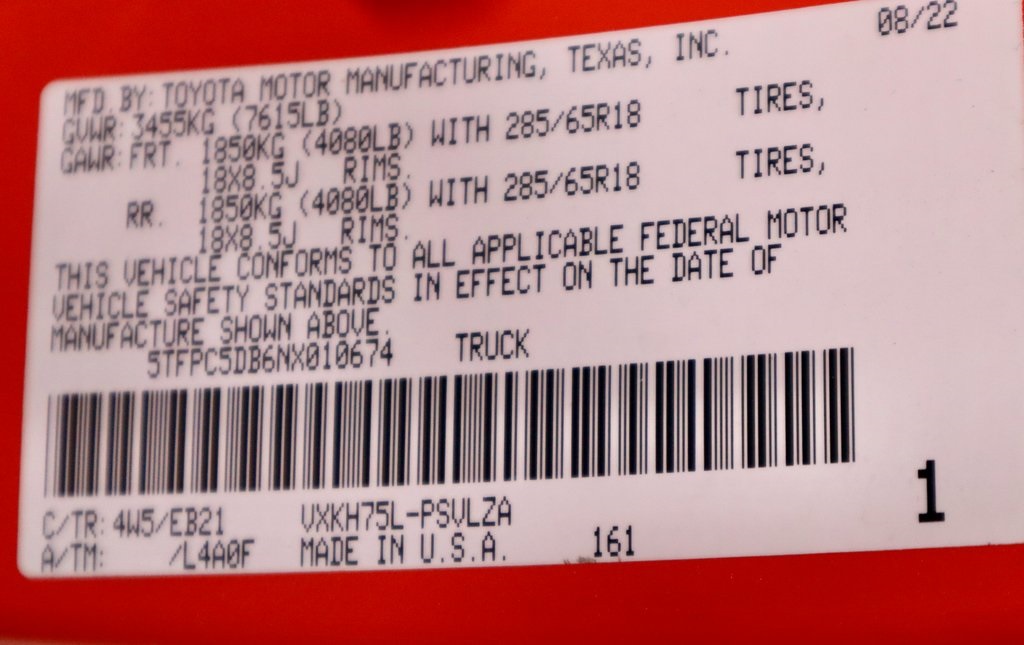 08/22
MFD. BY: TOYOTA MOTOR MANUFACTURING, TEXAS, INC.
GVWR: 3455KG (7615LB)
GAWR: FRT. 1850KG (4080LB) WITH 285/65R18 TIRES,
18X8.5J RIMS.
RR. 1850KG (4080LB) WITH 285/65R18 TIRES,
18X8.5J RIMS.
THIS VEHICLE CONFORMS TO ALL APPLICABLE FEDERAL MOTOR
VEHICLE SAFETY STANDARDS IN EFFECT ON THE DATE OF
MANUFACTURE SHOWN ABOVE.
5TFPC5DB6NX010674 TRUCK
1
C/TR: 4W5/EB21 VXKH75L-PSVLZA
A/TM: /L4A0F MADE IN U.S.A. 161